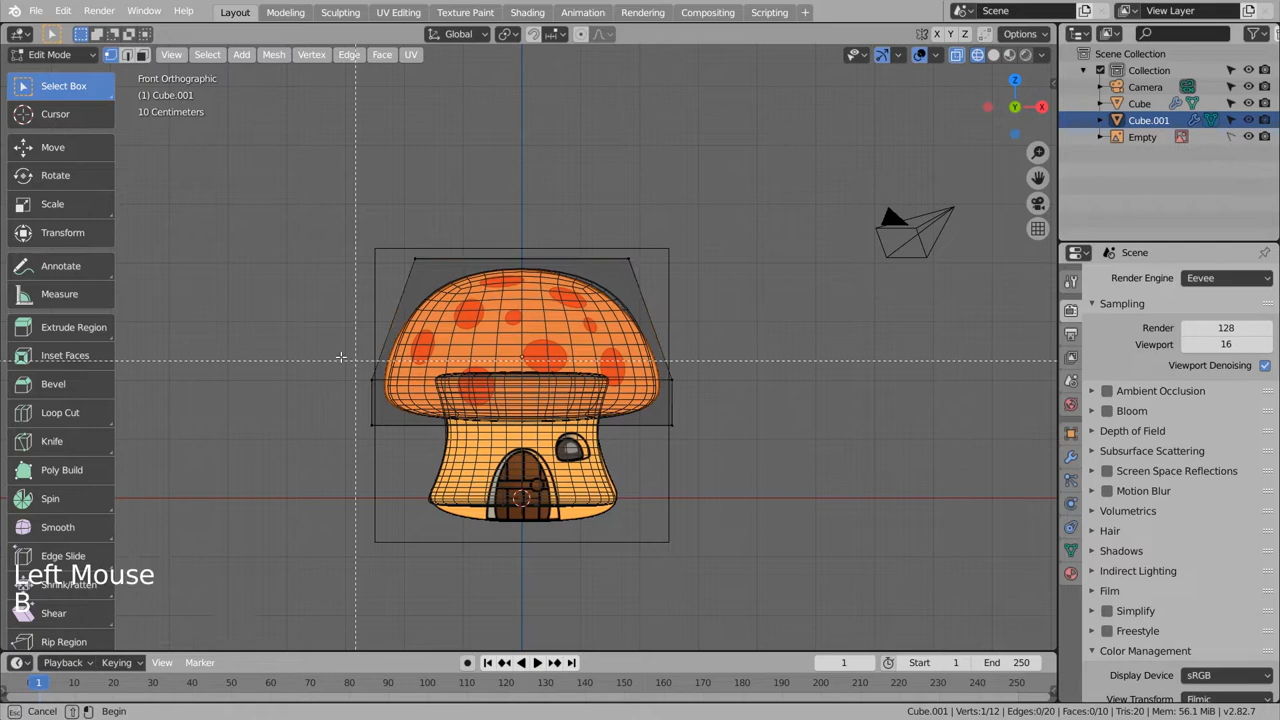 File Edit Render Window Help Layout Modeling Sculpting UV Editing Texture Paint Shading Animation Rendering Compositing Scripting + Scene View Layer
Edit Mode View Select Add Mesh Vertex Edge Face UV Global X Y Z Options
Front Orthographic
(1) Cube.001
10 Centimeters
Select Box
Cursor
Move
Rotate
Scale
Transform
Annotate
Measure
Extrude Region
Inset Faces
Bevel
Loop Cut
Knife
Poly Build
Spin
Smooth
Edge Slide
Shrink/Fatten
Shear
Rip Region
Left Mouse
B
Z
Y
X
Scene Collection
Collection
Camera
Cube
Cube.001
Empty
Scene
Render Engine Eevee
Sampling
Render 128
Viewport 16
Viewport Denoising
Ambient Occlusion
Bloom
Depth of Field
Subsurface Scattering
Screen Space Reflections
Motion Blur
Volumetrics
Hair
Shadows
Indirect Lighting
Film
Simplify
Freestyle
Color Management
Display Device sRGB
View Transform Filmic
Playback Keying View Marker 1 Start 1 End 250
1 10 20 30 40 50 60 70 80 90 100 110 120 130 140 150 160 170 180 190 200 210 220 230 240 250
Esc Cancel Begin Cube.001 | Verts:1/12 | Edges:0/20 | Faces:0/10 | Tris:20 | Mem: 56.1 MiB | v2.82.7